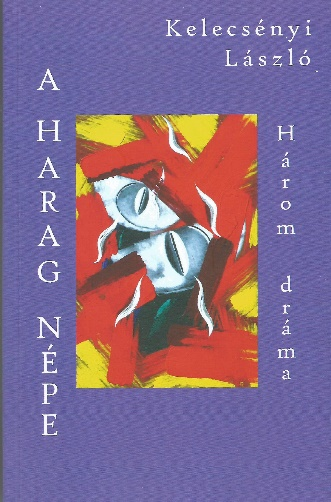 Kelecsényi
László
A HARAG NÉPE
Három dráma